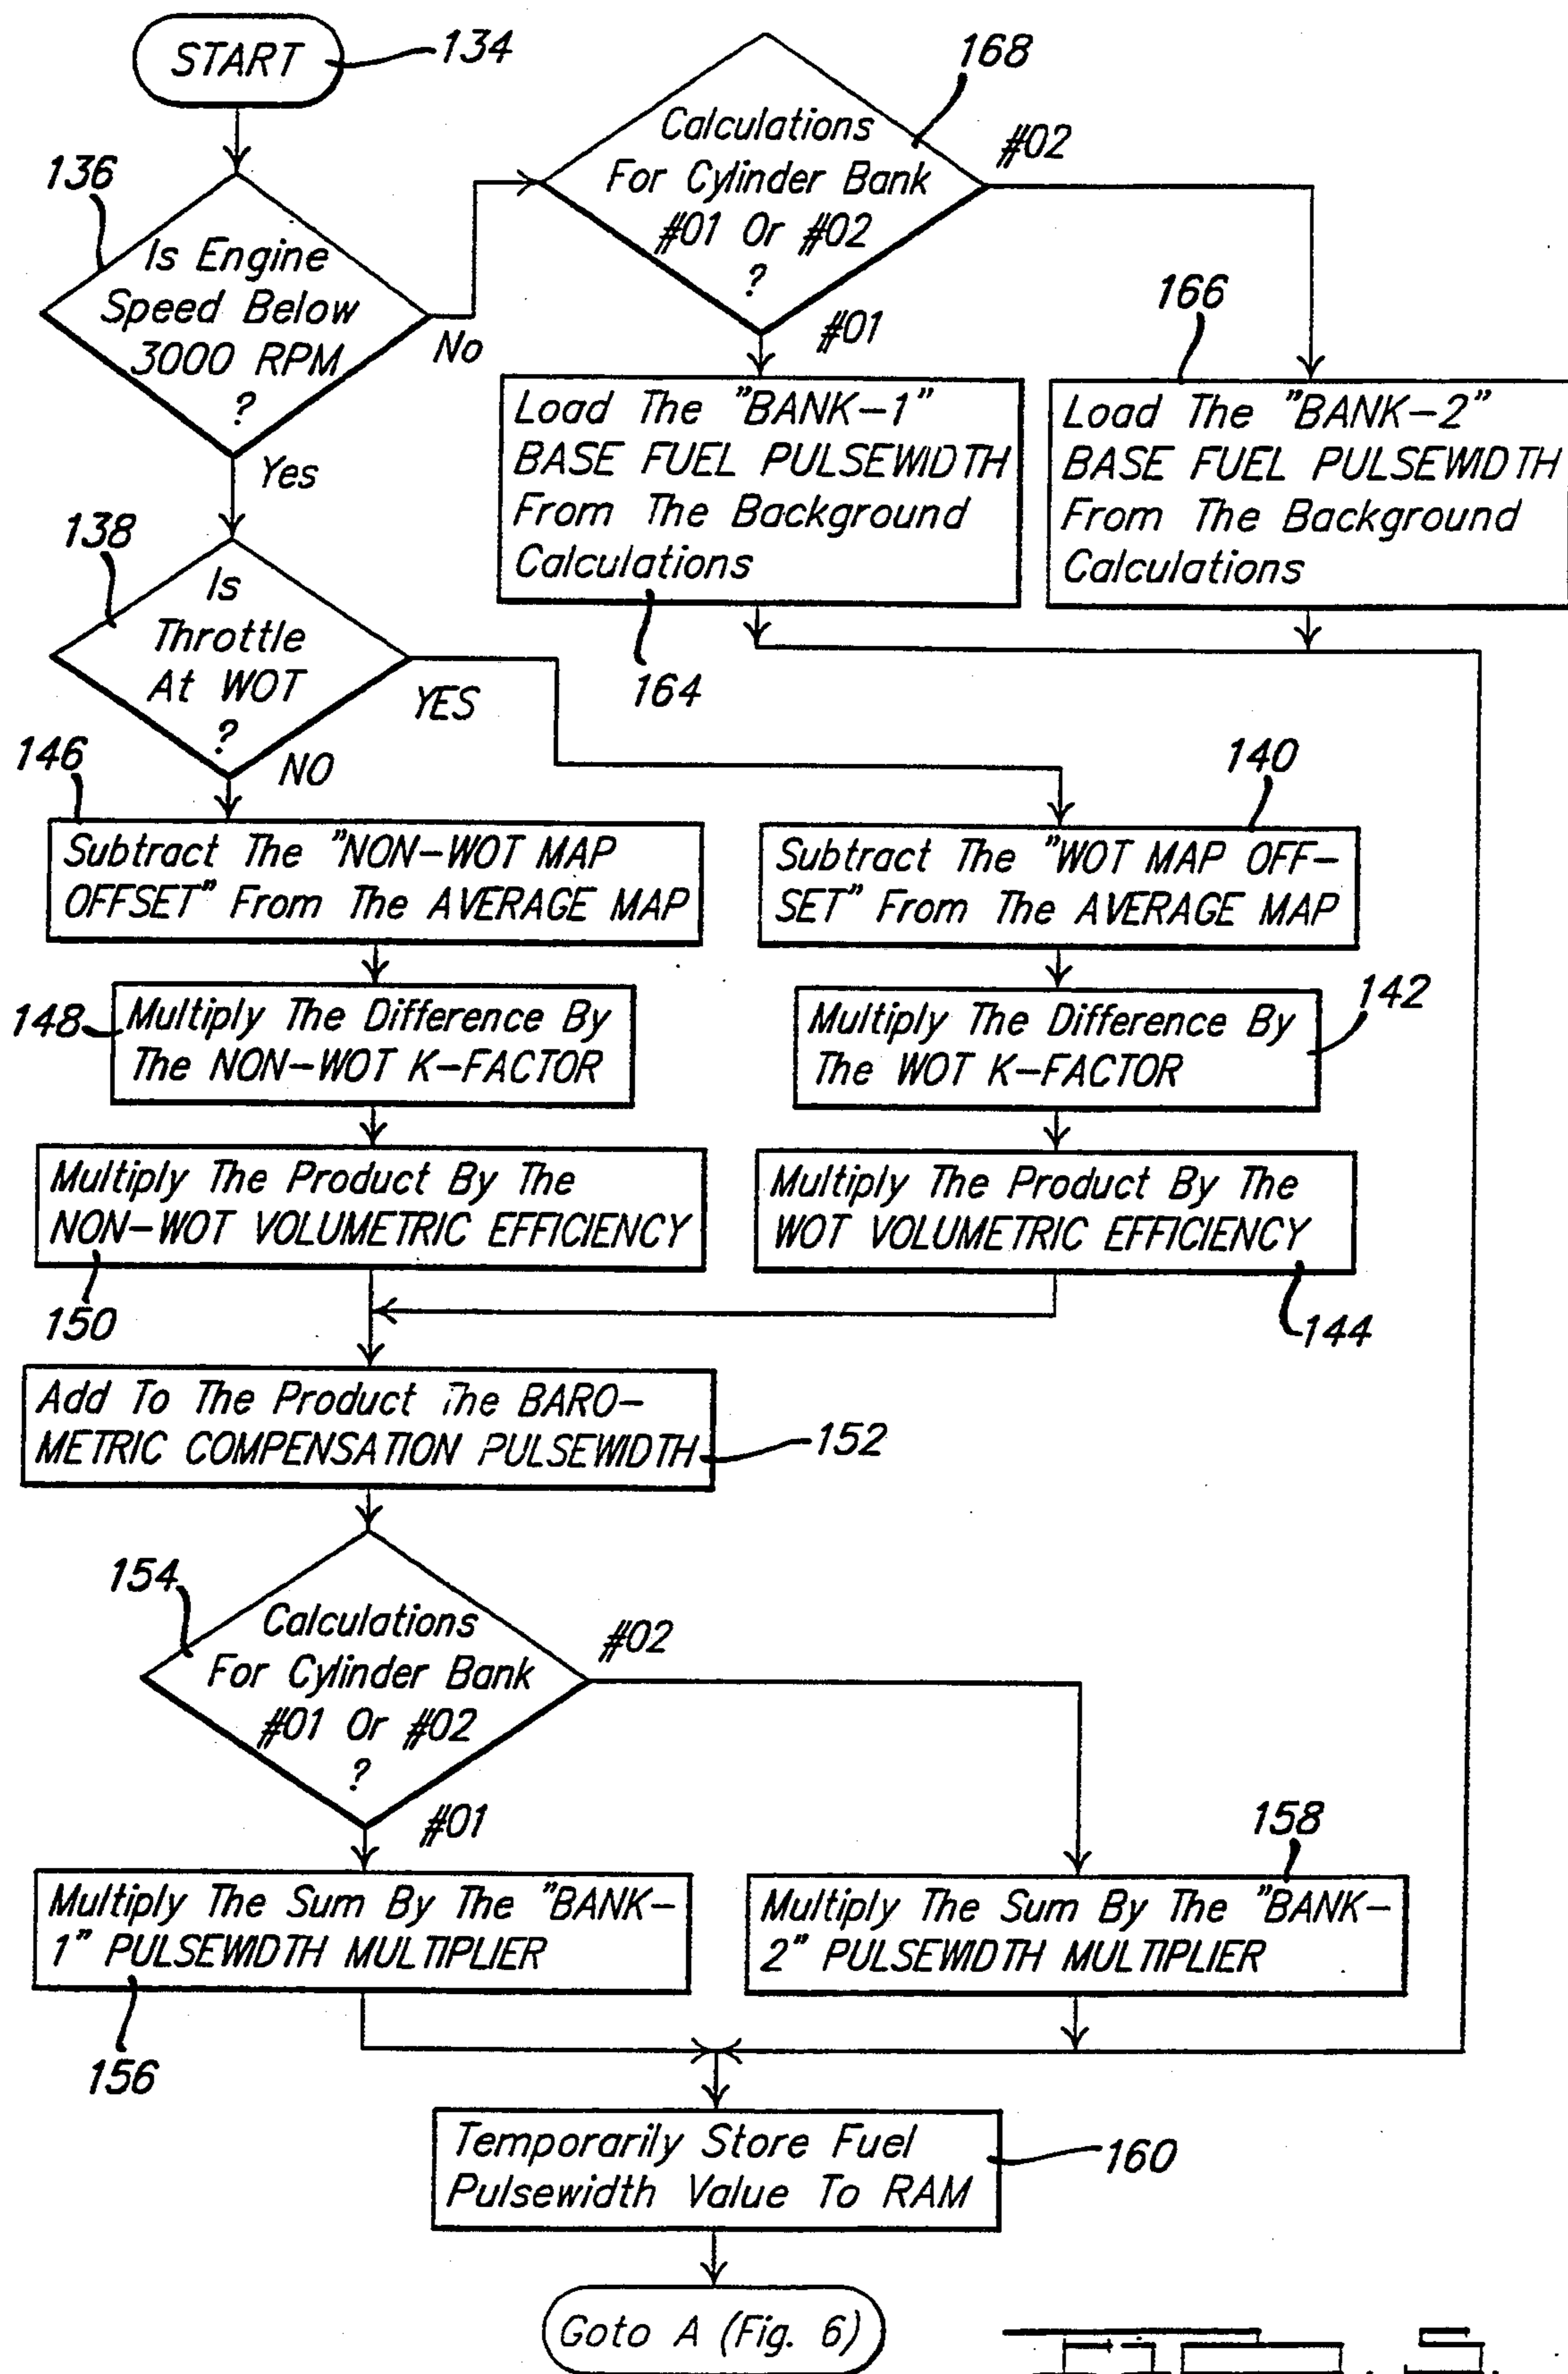 START
134
136
Is Engine
Speed Below
3000 RPM
?
No
Yes
168
Calculations
For Cylinder Bank
#01 Or #02
?
#02
#01
Load The "BANK-1"
BASE FUEL PULSEWIDTH
From The Background
Calculations
164
166
Load The "BANK-2"
BASE FUEL PULSEWIDTH
From The Background
Calculations
138
Is
Throttle
At WOT
?
YES
NO
146
Subtract The "NON-WOT MAP
OFFSET" From The AVERAGE MAP
140
Subtract The "WOT MAP OFF-
SET" From The AVERAGE MAP
148
Multiply The Difference By
The NON-WOT K-FACTOR
Multiply The Difference By
The WOT K-FACTOR
142
Multiply The Product By The
NON-WOT VOLUMETRIC EFFICIENCY
150
Multiply The Product By The
WOT VOLUMETRIC EFFICIENCY
144
Add To The Product The BARO-
METRIC COMPENSATION PULSEWIDTH
152
154
Calculations
For Cylinder Bank
#01 Or #02
?
#02
#01
Multiply The Sum By The "BANK-
1" PULSEWIDTH MULTIPLIER
156
158
Multiply The Sum By The "BANK-
2" PULSEWIDTH MULTIPLIER
Temporarily Store Fuel
Pulsewidth Value To RAM
160
Goto A (Fig. 6)